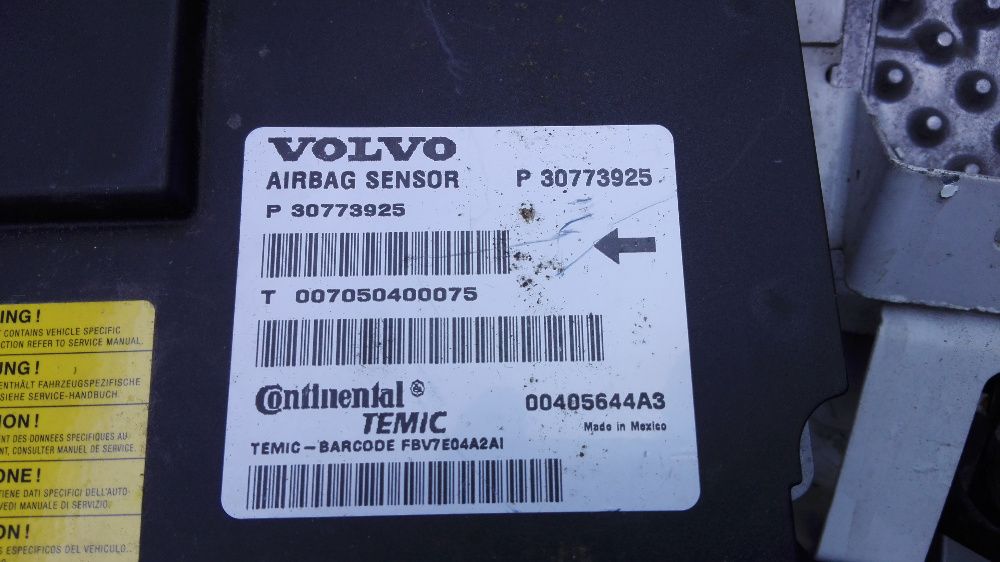 VOLVO
AIRBAG SENSOR P 30773925
P 30773925
T 007050400075
Continental ®
TEMIC
00405644A3
Made in Mexico
TEMIC-BARCODE FBV7E04A2AI
ING !
CONTAINS VEHICLE SPECIFIC
CTION REFER TO SERVICE MANUAL.
UNG !
ENTHÄLT FAHRZEUGSPEZIFISCHE
SIEHE SERVICE-HANDBUCH.
ION !
NT DES DONNEES SPECIFIQUES AU
NT, CONSULTER MANUEL DE SERVICE.
ONE !
TIENE DATI SPECIFICI DELL'AUTO-
VEDI MANUALE DI SERVIZIO.
ON !
S ESPECIFICOS DEL VEHICULO..